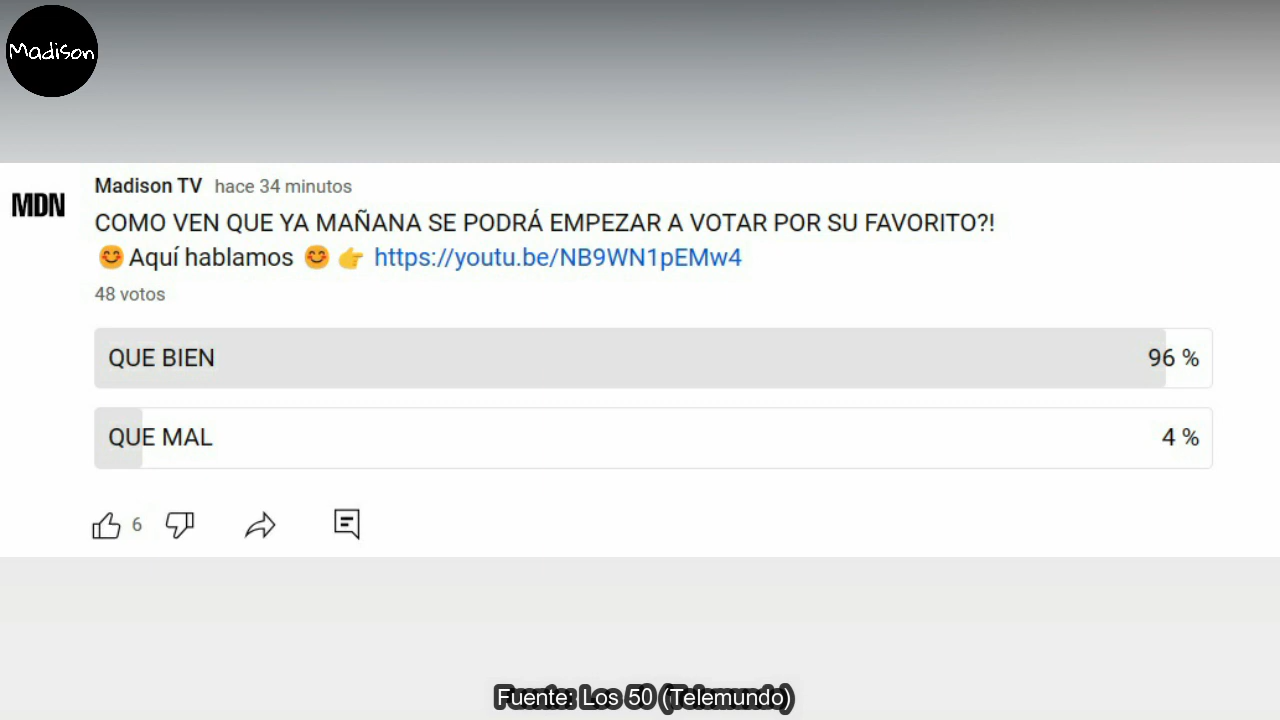 Madison
MDN
Madison TV hace 34 minutos
COMO VEN QUE YA MAÑANA SE PODRÁ EMPEZAR A VOTAR POR SU FAVORITO?!
😊 Aquí hablamos 😊 👉 https://youtu.be/NB9WN1pEMw4
48 votos
QUE BIEN 96 %
QUE MAL 4 %
6
Fuente: Los 50 (Telemundo)